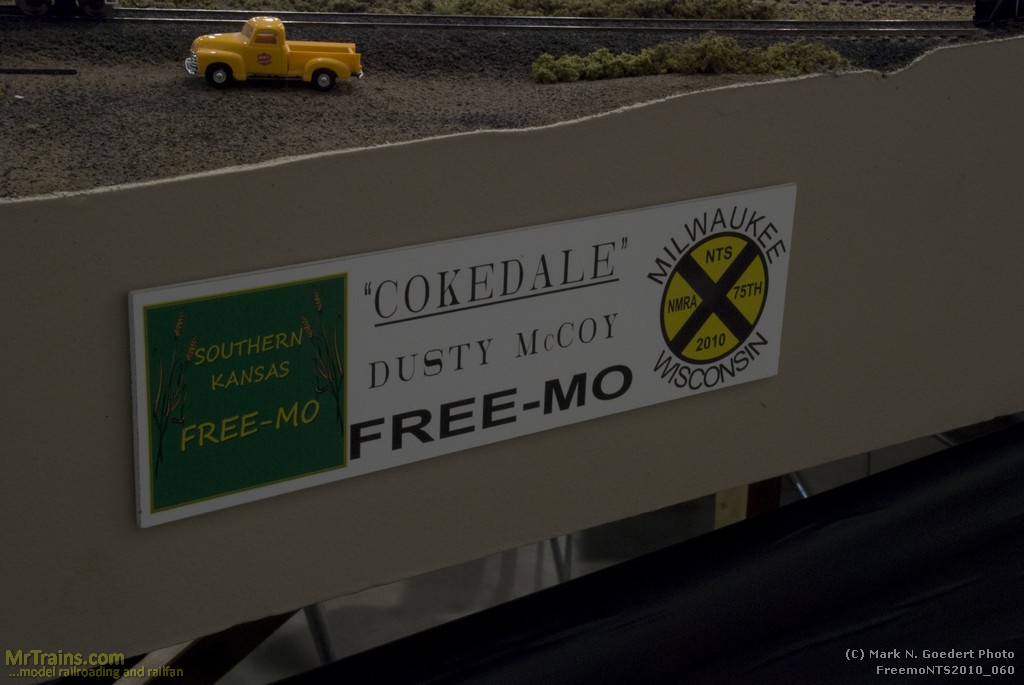 SOUTHERN
KANSAS
FREE-MO
"COKEDALE"
DUSTY McCOY
FREE-MO
MILWAUKEE
NTS
NMRA 75TH
2010
WISCONSIN
MrTrains.com
...model railroading and railfan
(C) Mark N. Goedert Photo
FreemoNTS2010_060